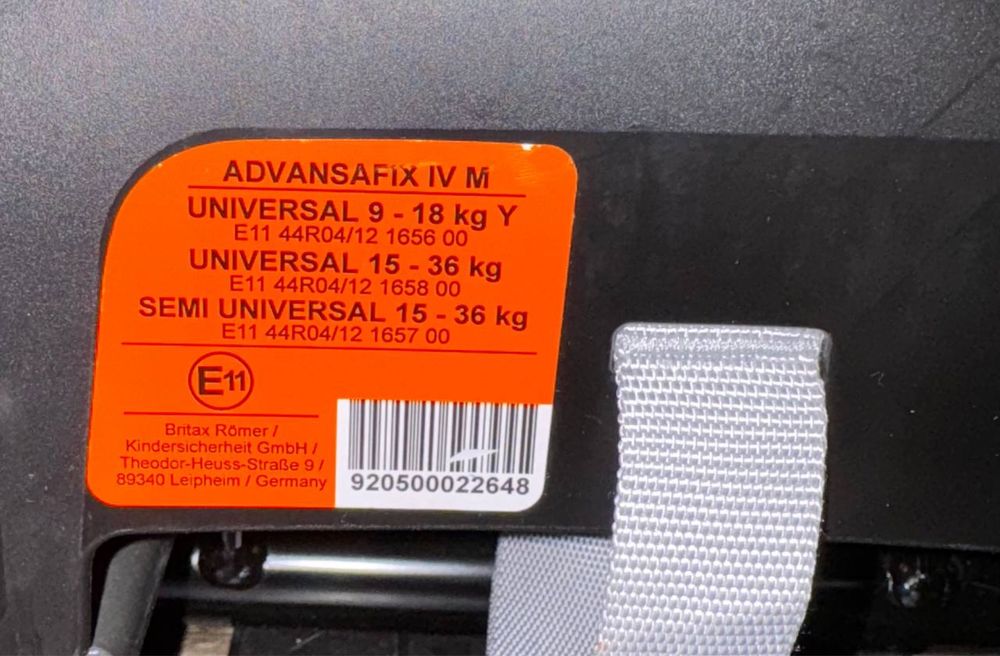 ADVANSAFIX IV M
UNIVERSAL 9 - 18 kg Y
E11 44R04/12 1656 00
UNIVERSAL 15 - 36 kg
E11 44R04/12 1658 00
SEMI UNIVERSAL 15 - 36 kg
E11 44R04/12 1657 00
E11
Britax Römer /
Kindersicherheit GmbH /
Theodor-Heuss-Straße 9 /
89340 Leipheim / Germany
920500022648